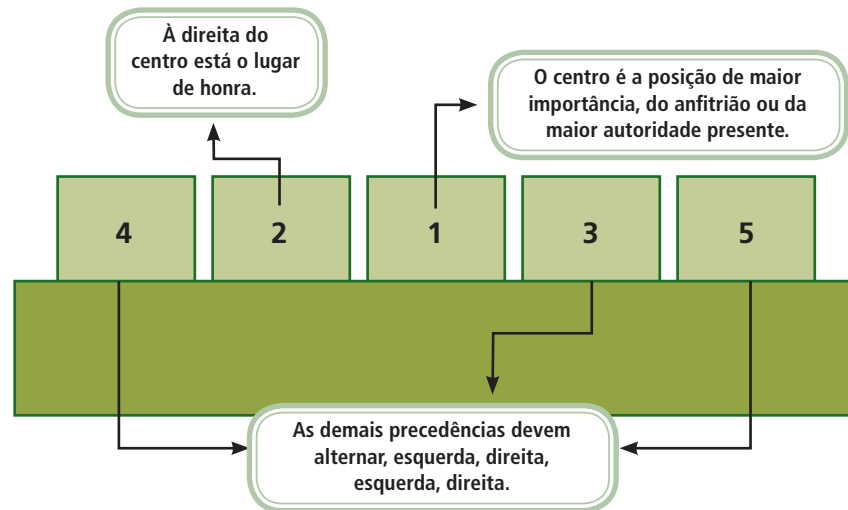 À direita do
centro está o lugar
de honra.
O centro é a posição de maior
importância, do anfitrião ou da
maior autoridade presente.
4 2 1 3 5
As demais precedências devem
alternar, esquerda, direita,
esquerda, direita.